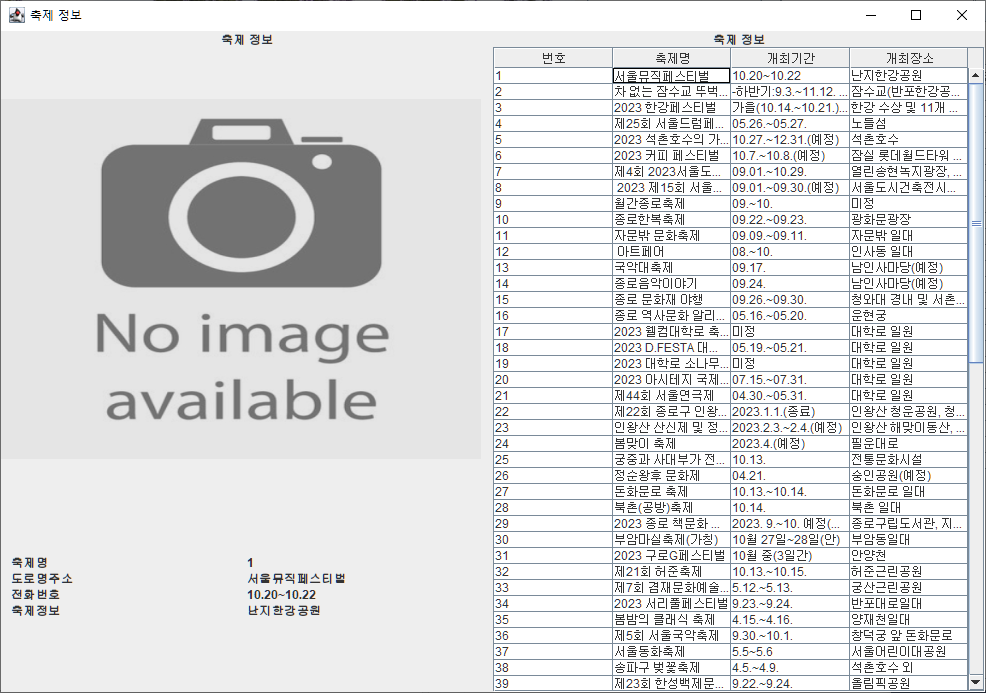 축제 정보
축제 정보
No image
available
축제명 1
도로명주소 서울뮤직페스티벌
전화번호 10.20~10.22
축제정보 난지한강공원
축제 정보
번호 축제명 개최기간 개최장소
1 서울뮤직페스티벌 10.20~10.22 난지한강공원
2 차 없는 잠수교 뚜벅... -하반기:9.3.~11.12. ... 잠수교(반포한강공...
3 2023 한강페스티벌 가을(10.14.~10.21.)... 한강 수상 및 11개 ...
4 제25회 서울드럼페... 05.26.~05.27. 노들섬
5 2023 석촌호수의 가... 10.27.~12.31.(예정) 석촌호수
6 2023 커피 페스티벌 10.7.~10.8.(예정) 잠실 롯데월드타워 ...
7 제4회 2023서울도... 09.01.~10.29. 열린송현녹지광장, ...
8 2023 제15회 서울... 09.01.~09.30.(예정) 서울도시건축전시...
9 월간종로축제 09.~10. 미정
10 종로한복축제 09.22.~09.23. 광화문광장
11 자문밖 문화축제 09.09.~09.11. 자문밖 일대
12 아트페어 08.~10. 인사동 일대
13 국악대축제 09.17. 남인사마당(예정)
14 종로음악이야기 09.24. 남인사마당(예정)
15 종로 문화재 야행 09.26.~09.30. 청와대 경내 및 서촌...
16 종로 역사문화 알리... 05.16.~05.20. 운현궁
17 2023 웰컴대학로 축... 미정 대학로 일원
18 2023 D.FESTA 대... 05.19.~05.21. 대학로 일원
19 2023 대학로 소나무... 미정 대학로 일원
20 2023 아시테지 국제... 07.15.~07.31. 대학로 일원
21 제44회 서울연극제 04.30.~05.31. 대학로 일원
22 제22회 종로구 인왕... 2023.1.1.(종료) 인왕산 청운공원, 청...
23 인왕산 산신제 및 정... 2023.2.3.~2.4.(예정) 인왕산 해맞이동산, ...
24 봄맞이 축제 2023.4.(예정) 필운대로
25 궁중과 사대부가 전... 10.13. 전통문화시설
26 정순왕후 문화제 04.21. 숭인공원(예정)
27 돈화문로 축제 10.13.~10.14. 돈화문로 일대
28 북촌(공방)축제 10.14. 북촌 일대
29 2023 종로 책문화 ... 2023. 9.~10. 예정(... 종로구립도서관, 지...
30 부암마실축제(가칭) 10월 27일~28일(안) 부암동일대
31 2023 구로G페스티벌 10월 중(3일간) 안양천
32 제21회 허준축제 10.13.~10.15. 허준근린공원
33 제7회 겸재문화예술... 5.12.~5.13. 궁산근린공원
34 2023 서리풀페스티벌 9.23.~9.24. 반포대로일대
35 봄밤의 클래식 축제 4.15.~4.16. 양재천일대
36 제5회 서울국악축제 9.30.~10.1. 창덕궁 앞 돈화문로
37 서울동화축제 5.5~5.6 서울어린이대공원
38 송파구 벚꽃축제 4.5.~4.9. 석촌호수 외
39 제23회 한성백제문... 9.22.~9.24. 올림픽공원